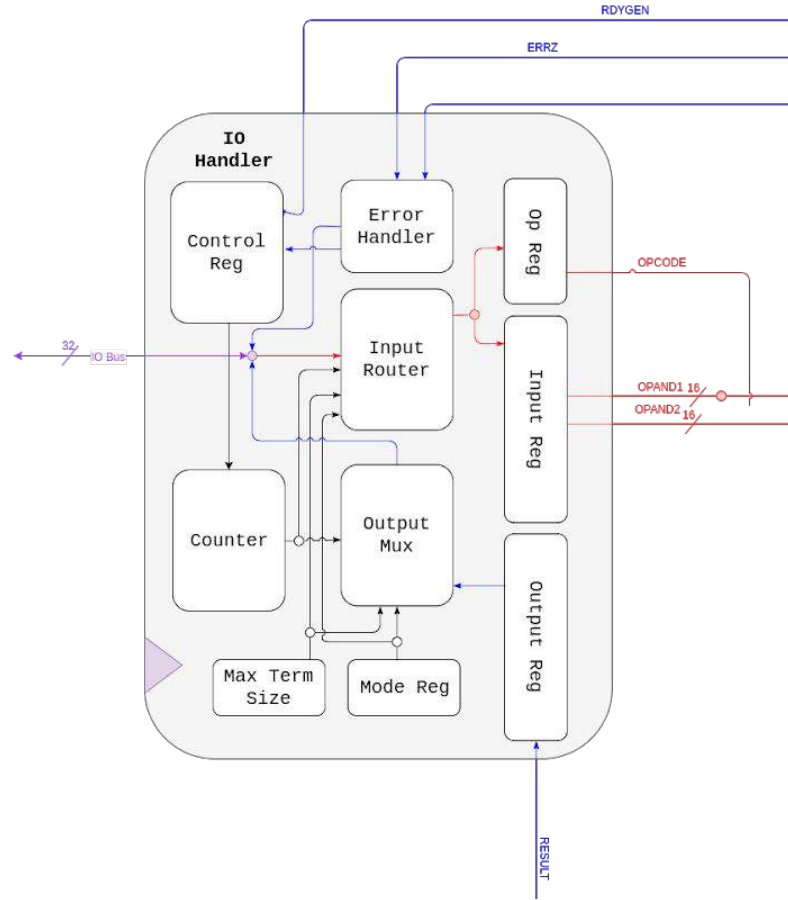 RDYGEN
ERRZ
IO
Handler
Control
Reg
Error
Handler
Op Reg
OPCODE
32
IO Bus
Input
Router
Input Reg
OPAND1 16
OPAND2 16
Counter
Output
Mux
Output Reg
Max Term
Size
Mode Reg
RESULT